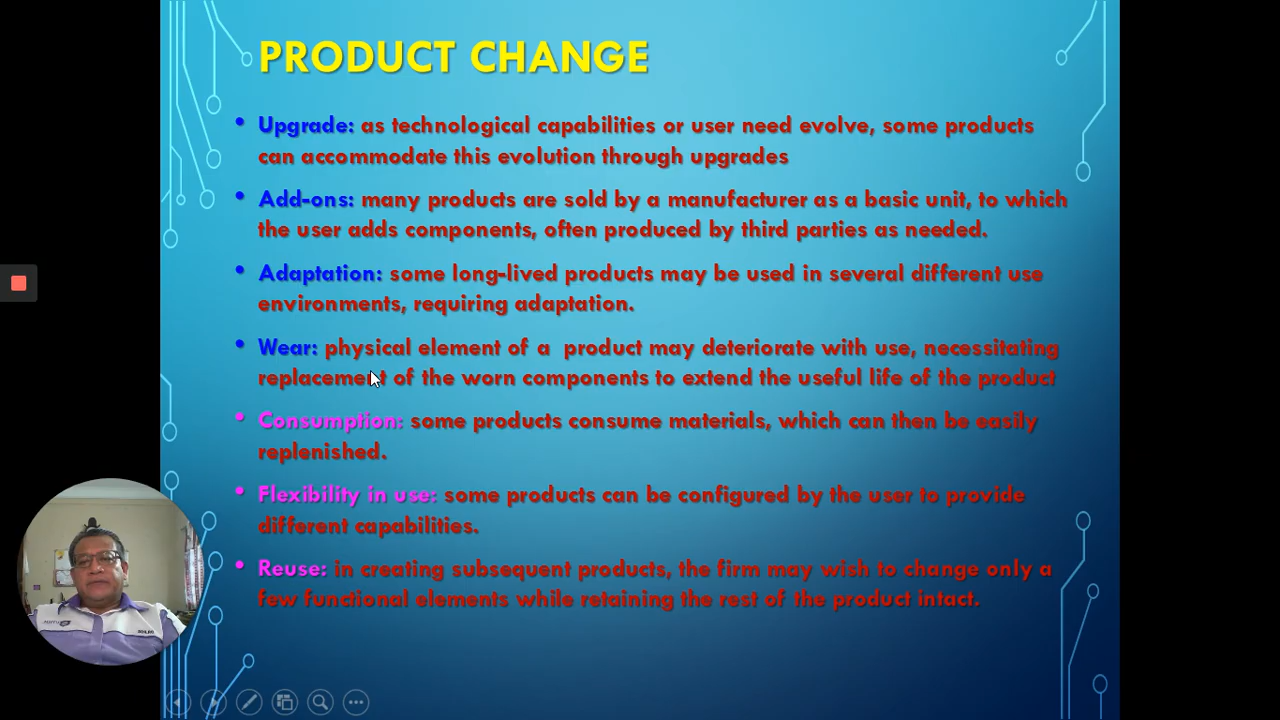 PRODUCT CHANGE
• Upgrade: as technological capabilities or user need evolve, some products
can accommodate this evolution through upgrades
• Add-ons: many products are sold by a manufacturer as a basic unit, to which
the user adds components, often produced by third parties as needed.
• Adaptation: some long-lived products may be used in several different use
environments, requiring adaptation.
• Wear: physical element of a product may deteriorate with use, necessitating
replacement of the worn components to extend the useful life of the product
• Consumption: some products consume materials, which can then be easily
replenished.
• Flexibility in use: some products can be configured by the user to provide
different capabilities.
• Reuse: in creating subsequent products, the firm may wish to change only a
few functional elements while retaining the rest of the product intact.